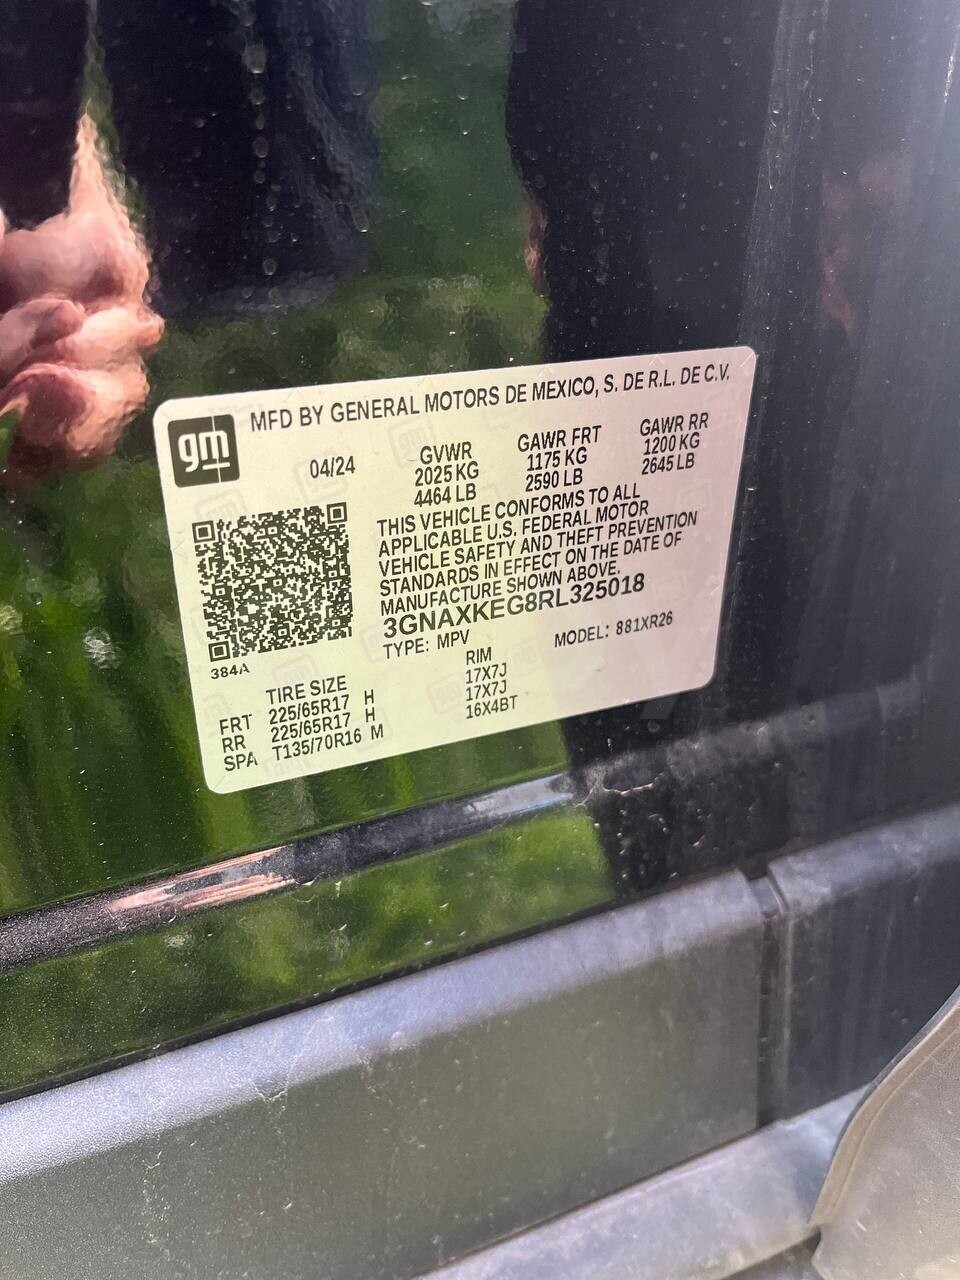 gm MFD BY GENERAL MOTORS DE MEXICO, S. DE R.L. DE C.V.
04/24
GVWR
2025 KG
4464 LB
GAWR FRT
1175 KG
2590 LB
GAWR RR
1200 KG
2645 LB
THIS VEHICLE CONFORMS TO ALL
APPLICABLE U.S. FEDERAL MOTOR
VEHICLE SAFETY AND THEFT PREVENTION
STANDARDS IN EFFECT ON THE DATE OF
MANUFACTURE SHOWN ABOVE.
3GNAXKEG8RL325018
TYPE: MPV MODEL: 881XR26
384A
TIRE SIZE RIM
FRT 225/65R17 H 17X7J
RR 225/65R17 H 17X7J
SPA T135/70R16 M 16X4BT